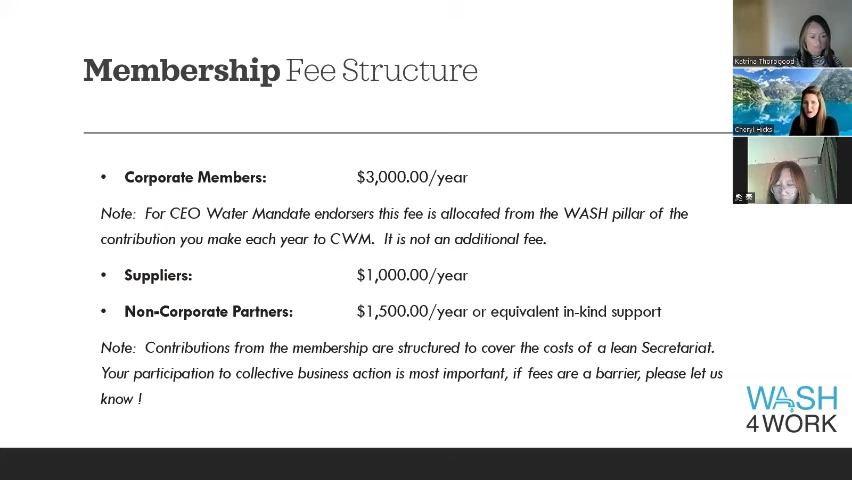 Membership Fee Structure
• Corporate Members: $3,000.00/year
Note: For CEO Water Mandate endorsers this fee is allocated from the WASH pillar of the
contribution you make each year to CWM. It is not an additional fee.
• Suppliers: $1,000.00/year
• Non-Corporate Partners: $1,500.00/year or equivalent in-kind support
Note: Contributions from the membership are structured to cover the costs of a lean Secretariat.
Your participation to collective business action is most important, if fees are a barrier, please let us
know !
Katrina Thorogood
Cheryl Hicks
WASH
4WORK